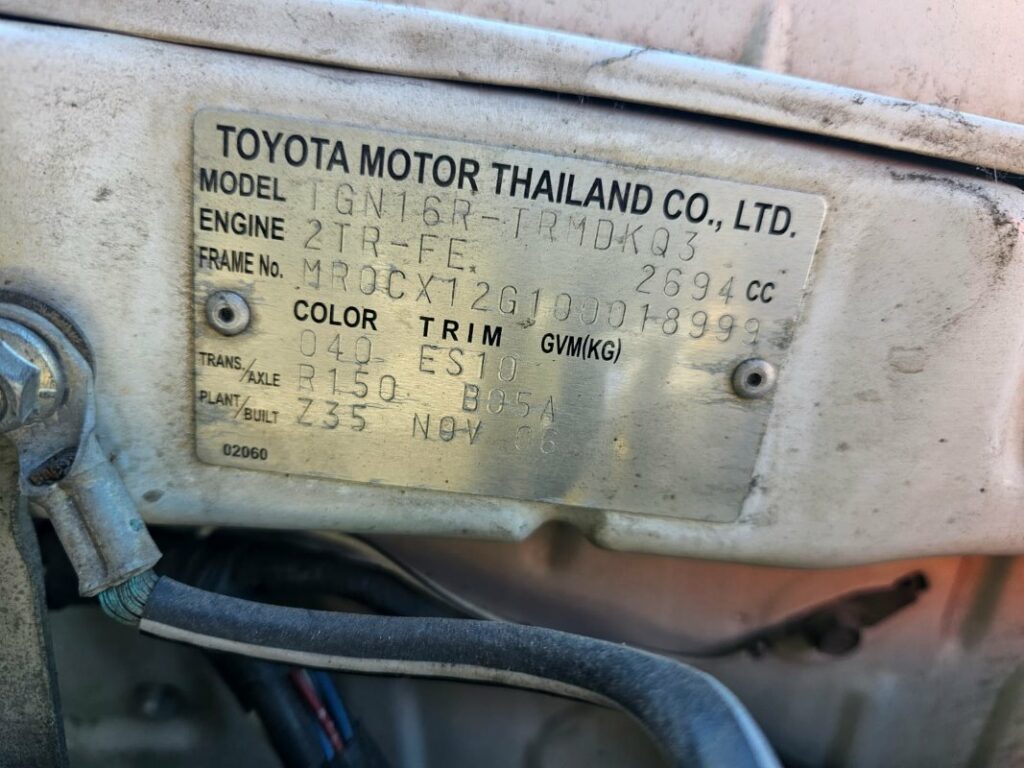 TOYOTA MOTOR THAILAND CO., LTD.
MODEL TGN16R-TRMDKQ3
ENGINE 2TR-FE 2694 CC
FRAME No. MR0CX12G100018999
COLOR TRIM GVM(KG)
040 ES10
TRANS/AXLE R150 B05A
PLANT/BUILT Z35 NOV 06
02060